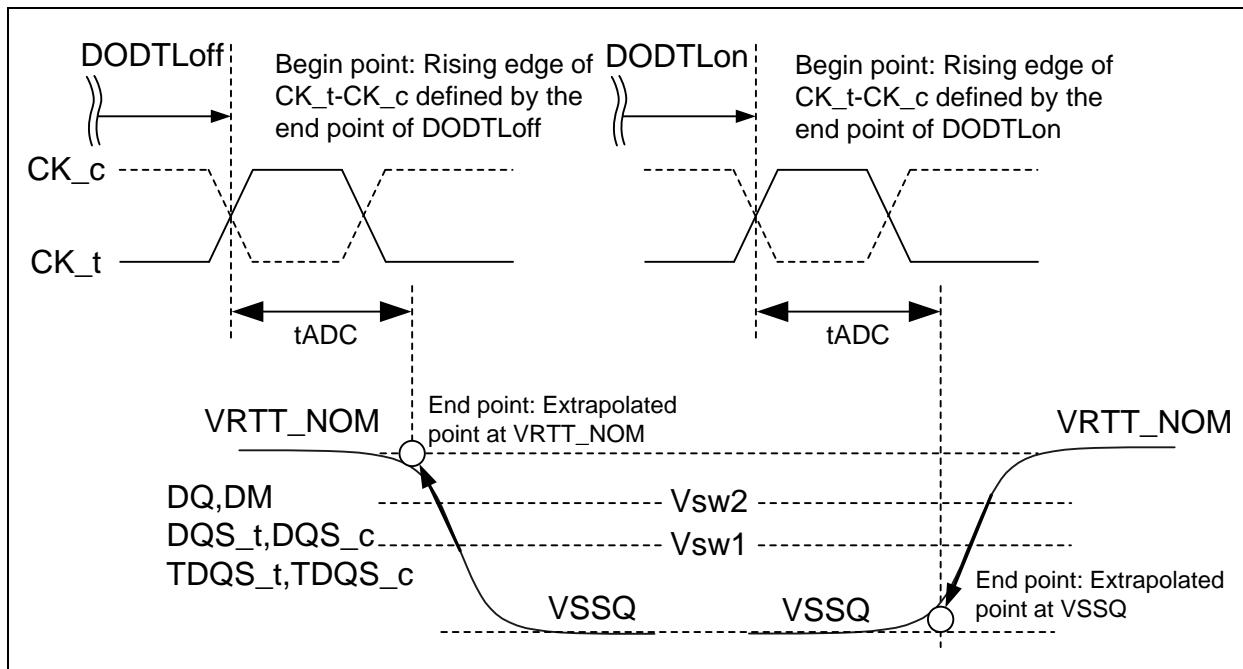 DODTLoff
Begin point: Rising edge of
CK_t-CK_c defined by the
end point of DODTLoff
DODTLon
Begin point: Rising edge of
CK_t-CK_c defined by the
end point of DODTLon
CK_c
CK_t
tADC
tADC
VRTT_NOM
End point: Extrapolated
point at VRTT_NOM
VRTT_NOM
DQ,DM
DQS_t,DQS_c
TDQS_t,TDQS_c
Vsw2
Vsw1
VSSQ
VSSQ
End point: Extrapolated
point at VSSQ